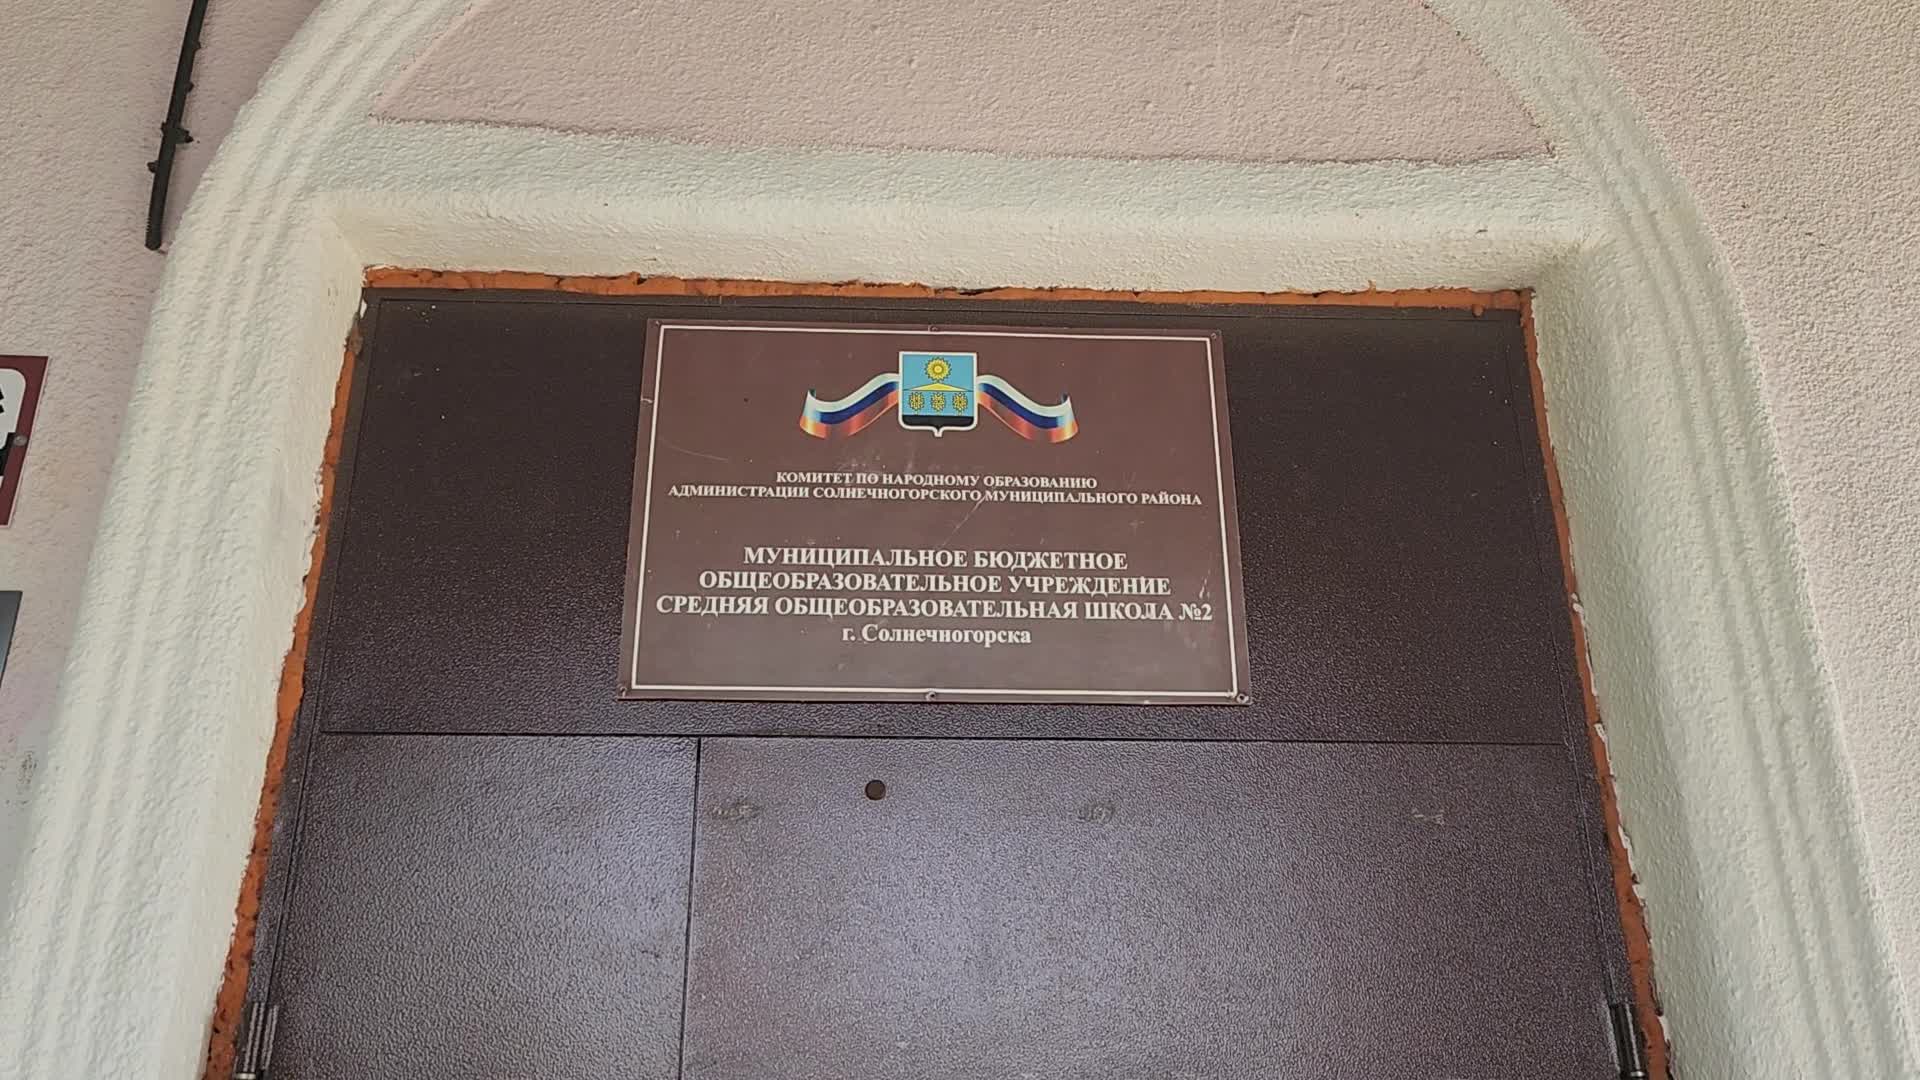 КОМИТЕТ ПО НАРОДНОМУ ОБРАЗОВАНИЮ
АДМИНИСТРАЦИИ СОЛНЕЧНОГОРСКОГО МУНИЦИПАЛЬНОГО РАЙОНА
МУНИЦИПАЛЬНОЕ БЮДЖЕТНОЕ
ОБЩЕОБРАЗОВАТЕЛЬНОЕ УЧРЕЖДЕНИЕ
СРЕДНЯЯ ОБЩЕОБРАЗОВАТЕЛЬНАЯ ШКОЛА №2
г. Солнечногорска